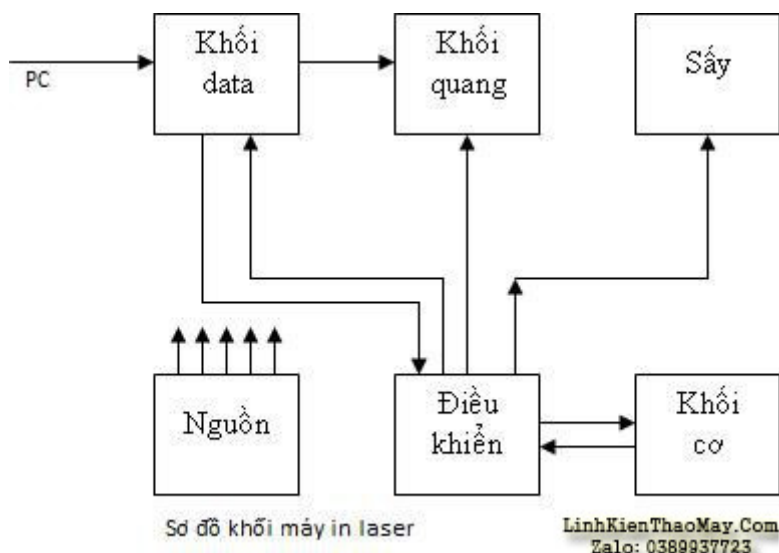 Khối
data
Khối
quang
Sấy
PC
Nguồn
Điều
khiển
Khối
cơ
Sơ đồ khối máy in laser
LinhKienThaoMay.Com
Zalo: 0389937723